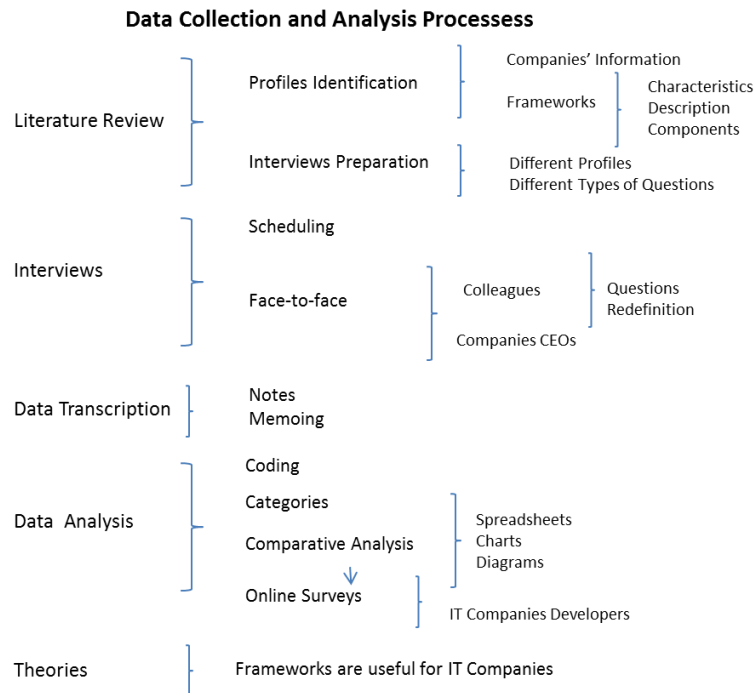 Data Collection and Analysis Processess
Literature Review
Profiles Identification
Companies' Information
Frameworks
Characteristics
Description
Components
Interviews Preparation
Different Profiles
Different Types of Questions
Interviews
Scheduling
Face-to-face
Colleagues
Questions
Redefinition
Companies CEOs
Data Transcription
Notes
Memoing
Data Analysis
Coding
Categories
Comparative Analysis
Spreadsheets
Charts
Diagrams
Online Surveys
IT Companies Developers
Theories
Frameworks are useful for IT Companies